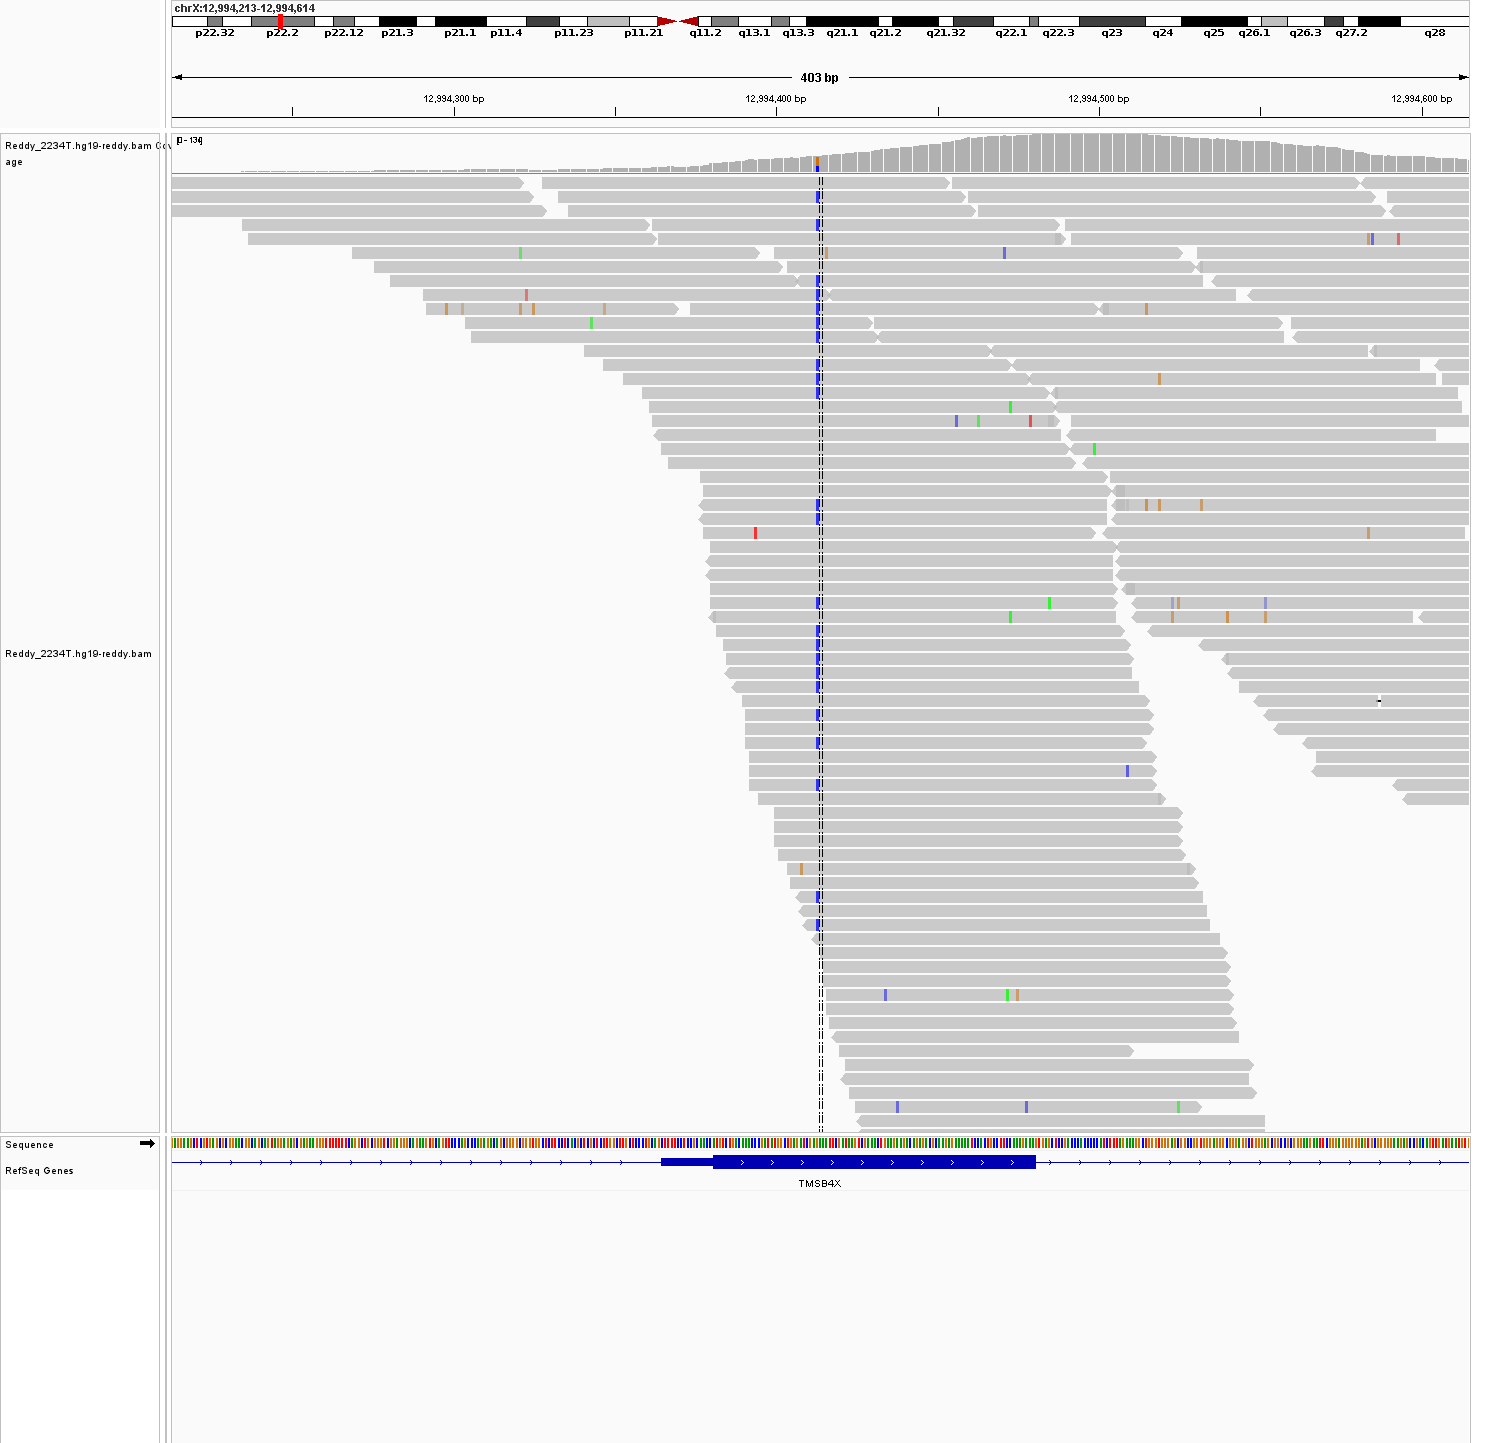 chrX:12,994,213-12,994,614
p22.32 p22.2 p22.12 p21.3 p21.1 p11.4 p11.23 p11.21 q11.2 q13.1 q13.3 q21.1 q21.2 q21.32 q22.1 q22.3 q23 q24 q25 q26.1 q26.3 q27.2 q28
403 bp
12,994,300 bp 12,994,400 bp 12,994,500 bp 12,994,600 bp
Reddy_2234T.hg19-reddy.bam Cov
age
Reddy_2234T.hg19-reddy.bam
Sequence
RefSeq Genes
TMSB4X